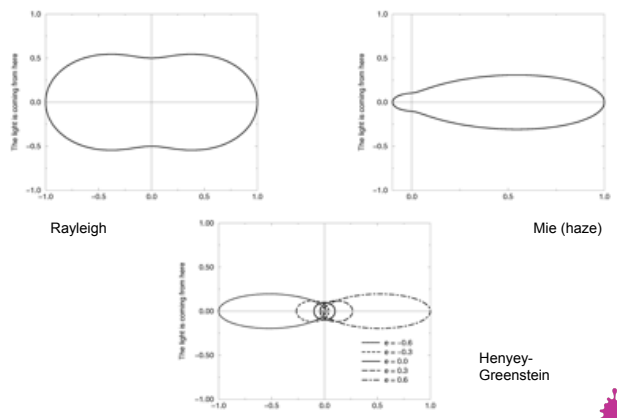 The light is coming from here
1.0
0.5
0.0
−0.5
−1.0
−1.0
−0.5
0.0
0.5
1.0
Rayleigh
The light is coming from here
1.0
0.5
0.0
−0.5
−1.0
0.0
0.5
1.0
Mie (haze)
The light is coming from here
1.00
0.50
0.20
0.00
−0.20
−0.50
−1.00
−1.0
−0.5
0.0
0.5
1.0
e = −0.6
e = −0.3
e = 0.0
e = 0.3
e = 0.6
Henyey-
Greenstein